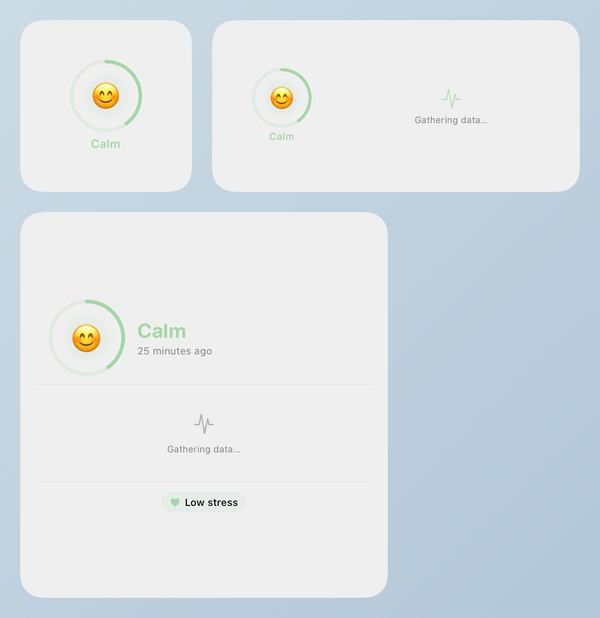 Calm
Calm
Gathering data...
Calm
25 minutes ago
Gathering data...
Low stress